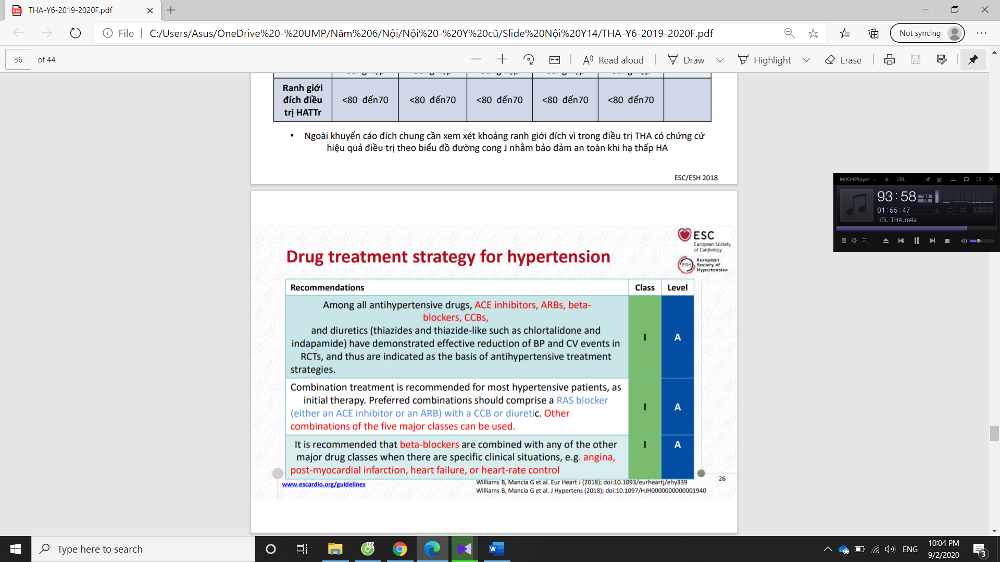 THA-Y6-2019-2020F.pdf
File
C:/Users/Asus/OneDrive%20-%20UMP/Năm%206/Nội/Nội%20-%20Y%20cũ/Slide%20Nội%20Y14/THA-Y6-2019-2020F.pdf
Not syncing
36 of 44
Read aloud
Draw
Highlight
Erase
Ranh giới
đích điều
trị HATTr
<80 đến70 <80 đến70 <80 đến70 <80 đến70 <80 đến70
• Ngoài khuyến cáo đích chung cần xem xét khoảng ranh giới đích vì trong điều trị THA có chứng cứ
hiệu quả điều trị theo biểu đồ đường cong J nhằm bảo đảm an toàn khi hạ thấp HA
ESC/ESH 2018
KMPlayer URL
93:58
01:55:47
Nội. THA.m4a
ESC
European Society
of Cardiology
ESH
European
Society of
Hypertension
Drug treatment strategy for hypertension
Recommendations Class Level
Among all antihypertensive drugs, ACE inhibitors, ARBs, beta-
blockers, CCBs,
and diuretics (thiazides and thiazide-like such as chlortalidone and
indapamide) have demonstrated effective reduction of BP and CV events in
RCTs, and thus are indicated as the basis of antihypertensive treatment
strategies.
I A
Combination treatment is recommended for most hypertensive patients, as
initial therapy. Preferred combinations should comprise a RAS blocker
(either an ACE inhibitor or an ARB) with a CCB or diuretic. Other
combinations of the five major classes can be used.
I A
It is recommended that beta-blockers are combined with any of the other
major drug classes when there are specific clinical situations, e.g. angina,
post-myocardial infarction, heart failure, or heart-rate control
I A
www.escardio.org/guidelines
Williams B, Mancia G et al. Eur Heart J (2018); doi:10.1093/eurheartj/ehy339
Williams B, Mancia G et al. J Hypertens (2018); doi:10.1097/HJH0000000000001940
26
Type here to search
ENG
10:04 PM
9/2/2020
3